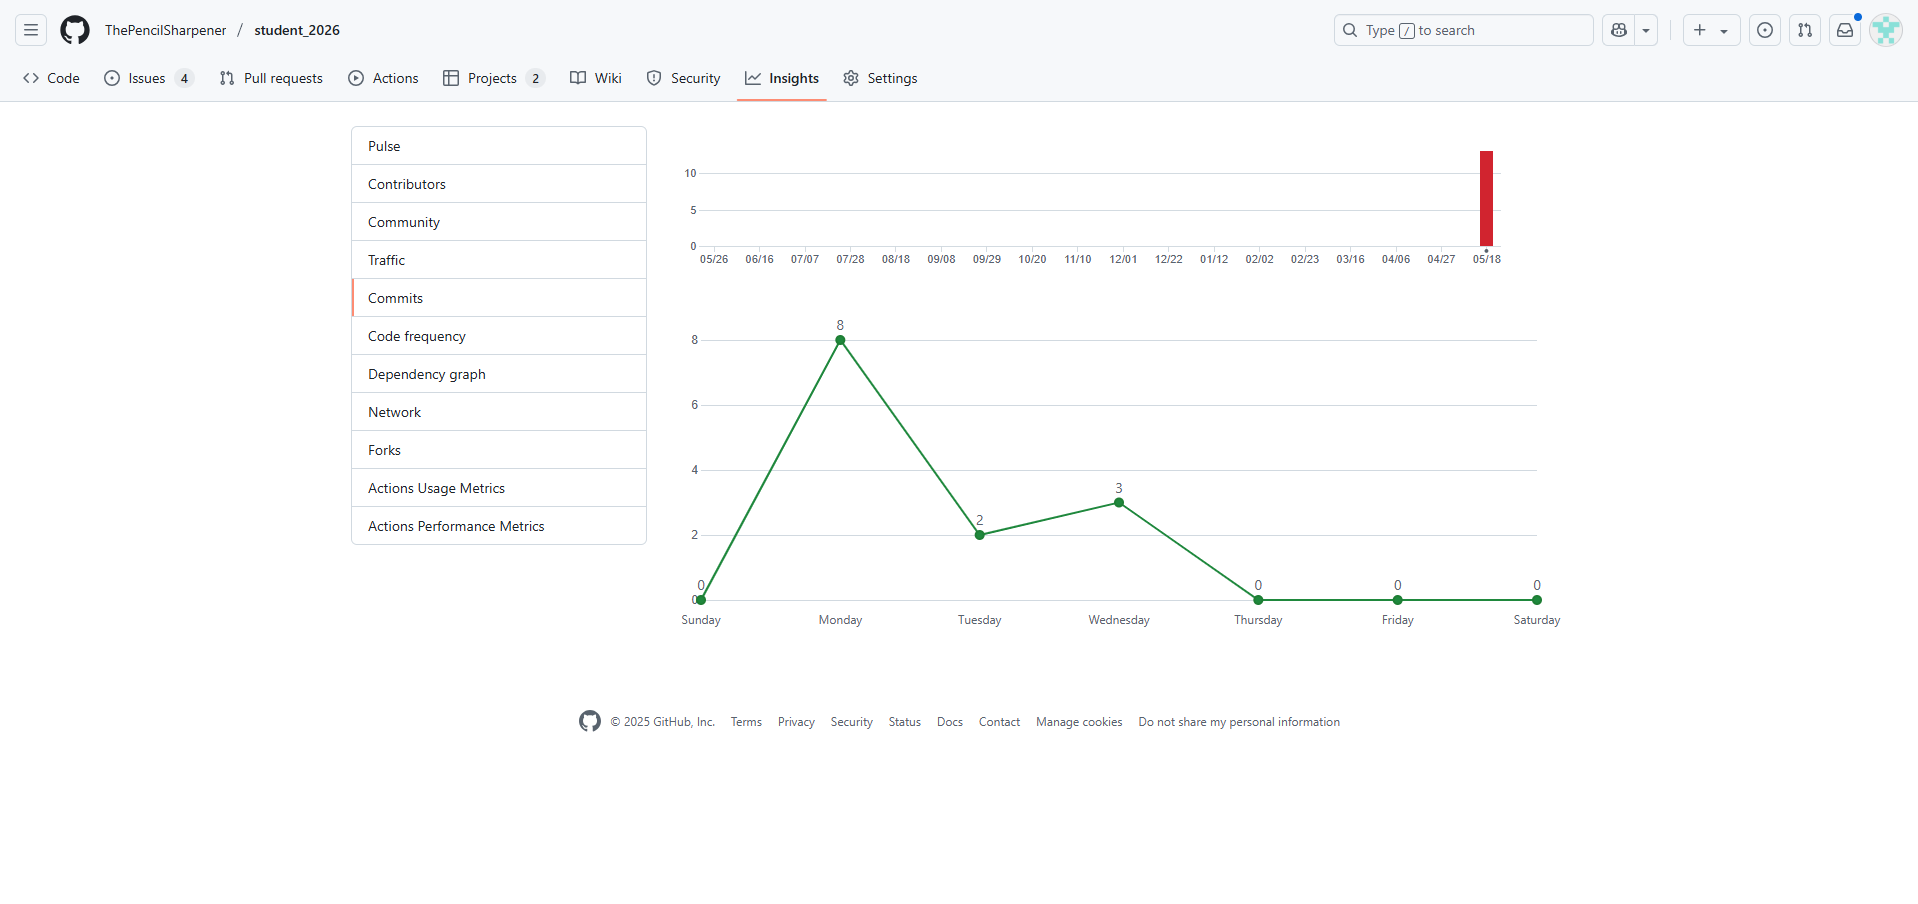 ThePencilSharpener / student_2026
Type / to search
Code
Issues 4
Pull requests
Actions
Projects 2
Wiki
Security
Insights
Settings
Pulse
Contributors
Community
Traffic
Commits
Code frequency
Dependency graph
Network
Forks
Actions Usage Metrics
Actions Performance Metrics
10
5
0
05/26 06/16 07/07 07/28 08/18 09/08 09/29 10/20 11/10 12/01 12/22 01/12 02/02 02/23 03/16 04/06 04/27 05/18
8
8
6
4
3
2
2
0 0 0 0
0
Sunday Monday Tuesday Wednesday Thursday Friday Saturday
© 2025 GitHub, Inc. Terms Privacy Security Status Docs Contact Manage cookies Do not share my personal information